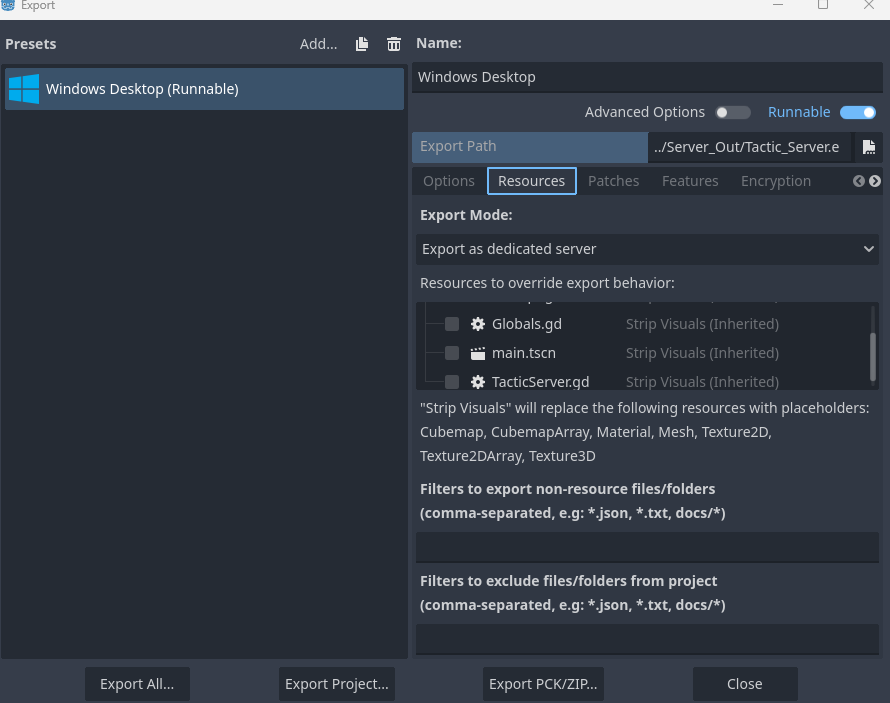 Export
Presets
Add...
Windows Desktop (Runnable)
Name:
Windows Desktop
Advanced Options
Runnable
Export Path
../Server_Out/Tactic_Server.e
Options
Resources
Patches
Features
Encryption
Export Mode:
Export as dedicated server
Resources to override export behavior:
Globals.gd Strip Visuals (Inherited)
main.tscn Strip Visuals (Inherited)
TacticServer.gd Strip Visuals (Inherited)
"Strip Visuals" will replace the following resources with placeholders:
Cubemap, CubemapArray, Material, Mesh, Texture2D,
Texture2DArray, Texture3D
Filters to export non-resource files/folders
(comma-separated, e.g: *.json, *.txt, docs/*)
Filters to exclude files/folders from project
(comma-separated, e.g: *.json, *.txt, docs/*)
Export All...
Export Project...
Export PCK/ZIP...
Close